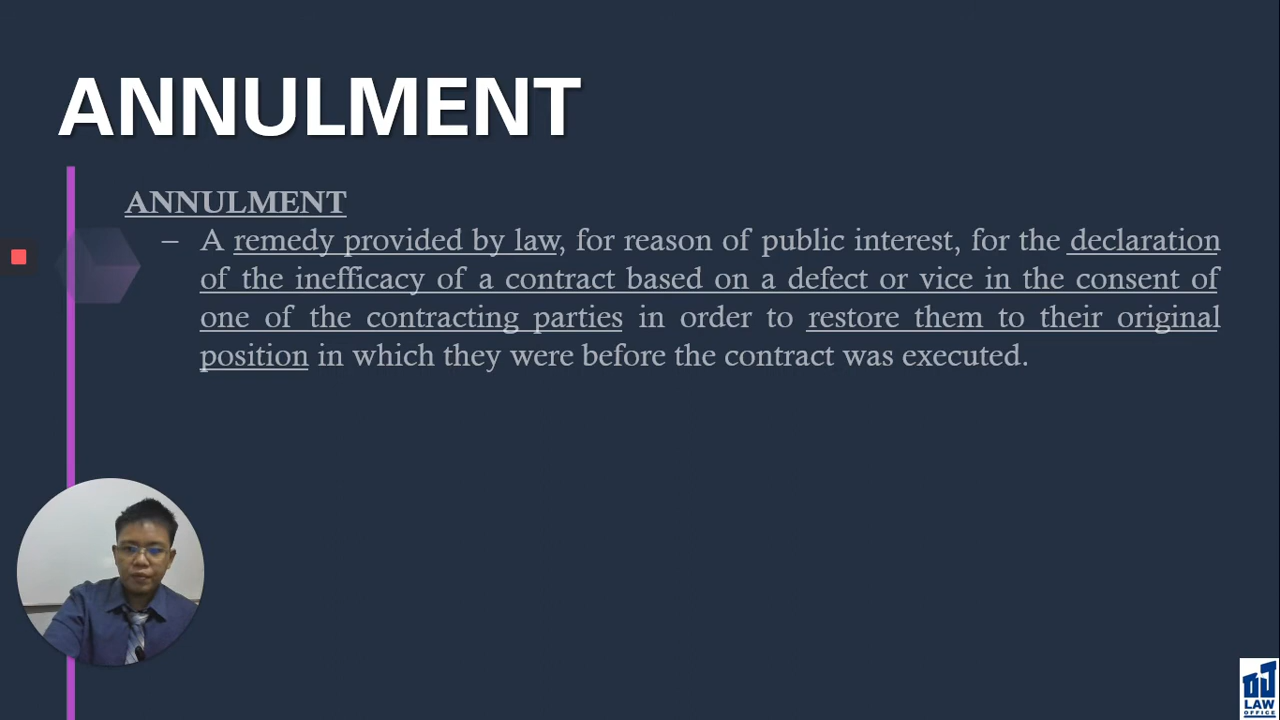 ANNULMENT
ANNULMENT
– A remedy provided by law, for reason of public interest, for the declaration
of the inefficacy of a contract based on a defect or vice in the consent of
one of the contracting parties in order to restore them to their original
position in which they were before the contract was executed.
LAW
OFFICE